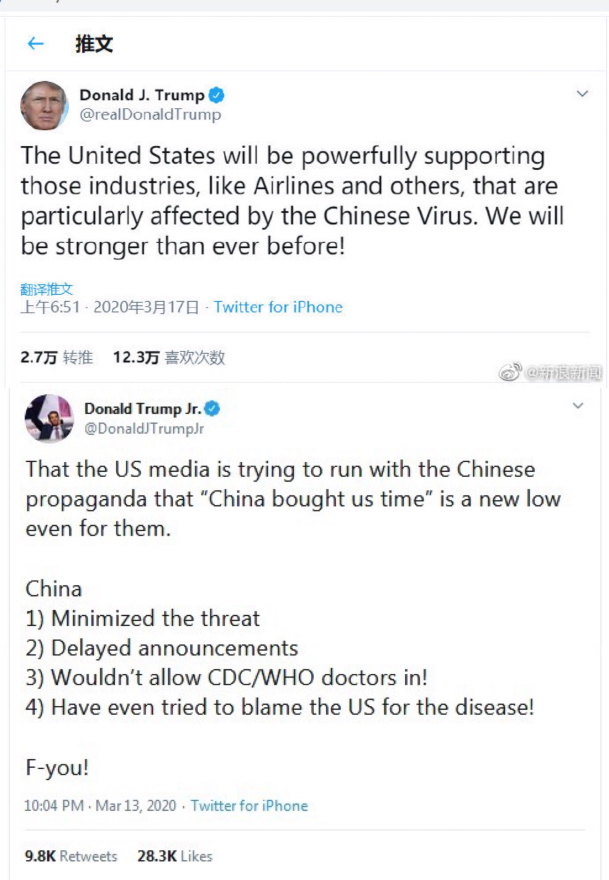 推文
Donald J. Trump
@realDonaldTrump
The United States will be powerfully supporting
those industries, like Airlines and others, that are
particularly affected by the Chinese Virus. We will
be stronger than ever before!
翻译推文
上午6:51 · 2020年3月17日 · Twitter for iPhone
2.7万 转推 12.3万 喜欢次数
@新浪新闻
Donald Trump Jr.
@DonaldJTrumpJr
That the US media is trying to run with the Chinese
propaganda that “China bought us time” is a new low
even for them.
China
1) Minimized the threat
2) Delayed announcements
3) Wouldn’t allow CDC/WHO doctors in!
4) Have even tried to blame the US for the disease!
F-you!
10:04 PM · Mar 13, 2020 · Twitter for iPhone
9.8K Retweets 28.3K Likes